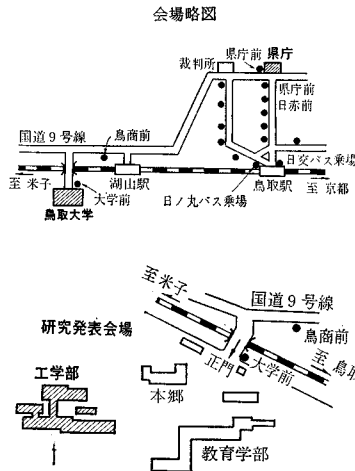 会場略図
県庁前 県庁
裁判所
県庁前
日赤前
国道9号線
鳥商前
日交バス乗場
至 米子
大学前
湖山駅
鳥取駅
至 京都
日ノ丸バス乗場
鳥取大学
至米子
国道9号線
研究発表会場
鳥商前
至 鳥取
正門
大学前
工学部
本郷
教育学部